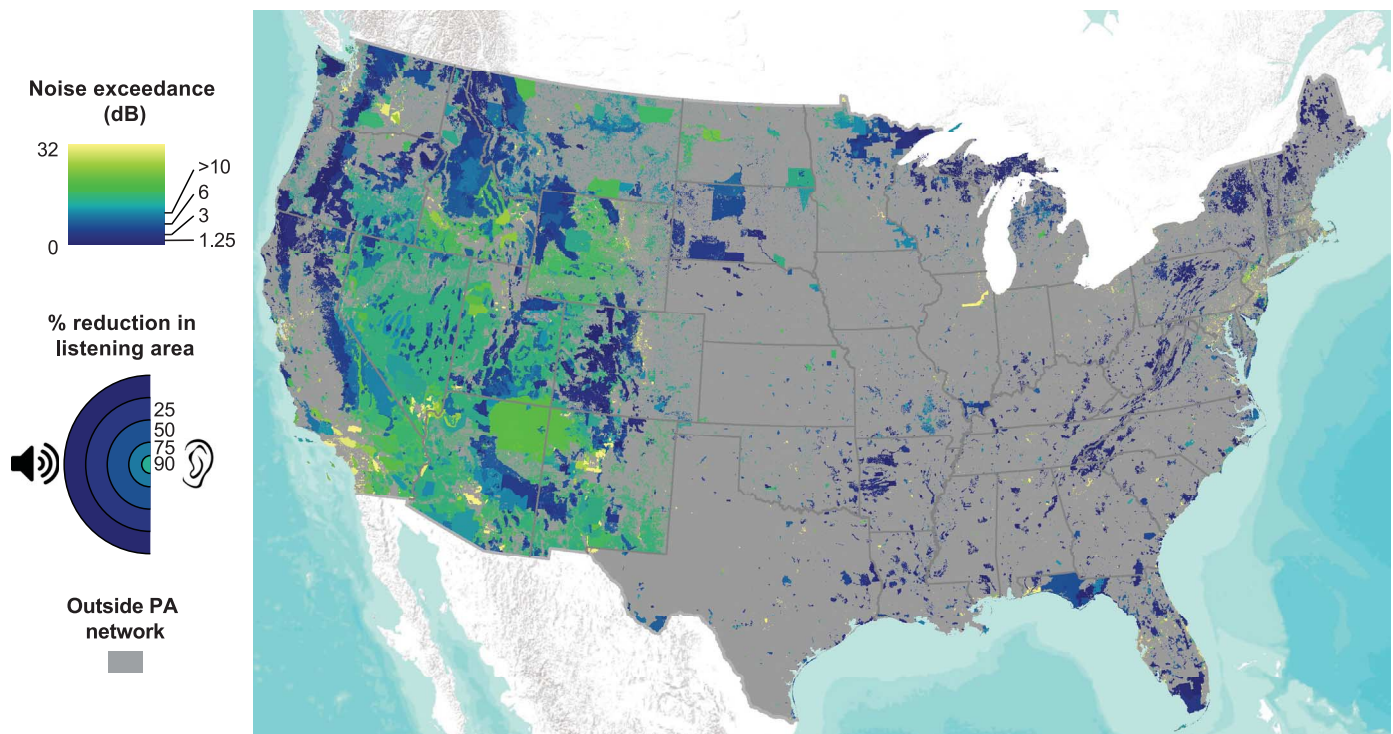 Noise exceedance
(dB)
32
>10
6
3
1.25
0
% reduction in
listening area
25
50
75
90
Outside PA
network